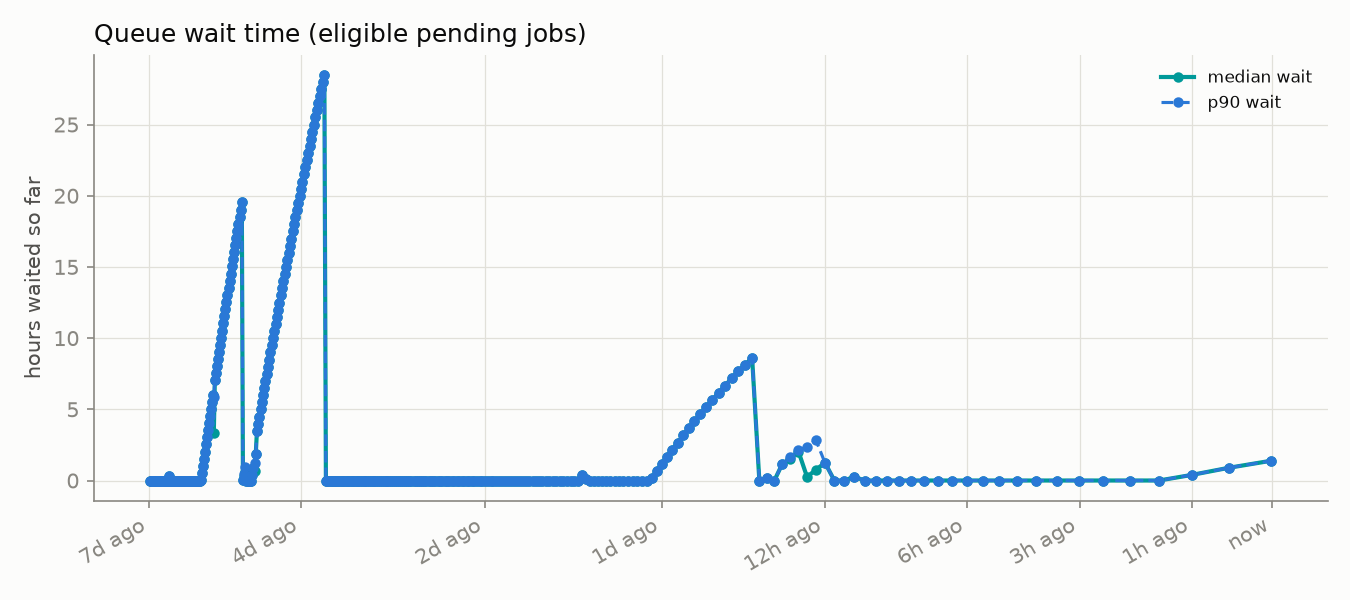 Queue wait time (eligible pending jobs)
median wait
p90 wait
hours waited so far
25
20
15
10
5
0
7d ago
4d ago
2d ago
1d ago
12h ago
6h ago
3h ago
1h ago
now